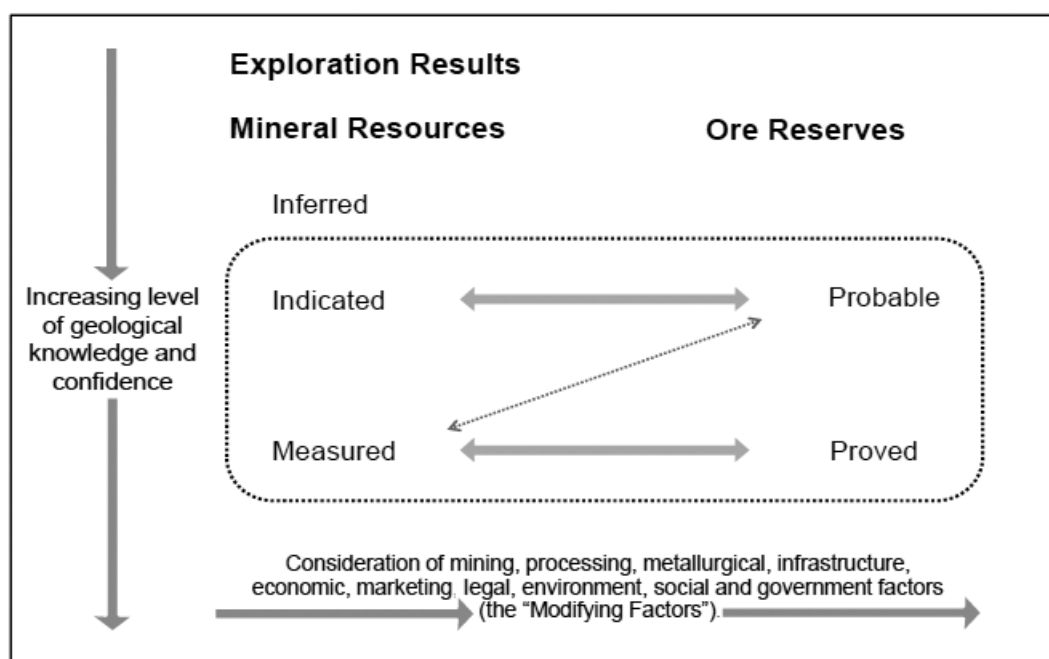 Exploration Results
Mineral Resources
Ore Reserves
Inferred
Indicated
Probable
Increasing level
of geological
knowledge and
confidence
Measured
Proved
Consideration of mining, processing, metallurgical, infrastructure,
economic, marketing, legal, environment, social and government factors
(the “Modifying Factors”).